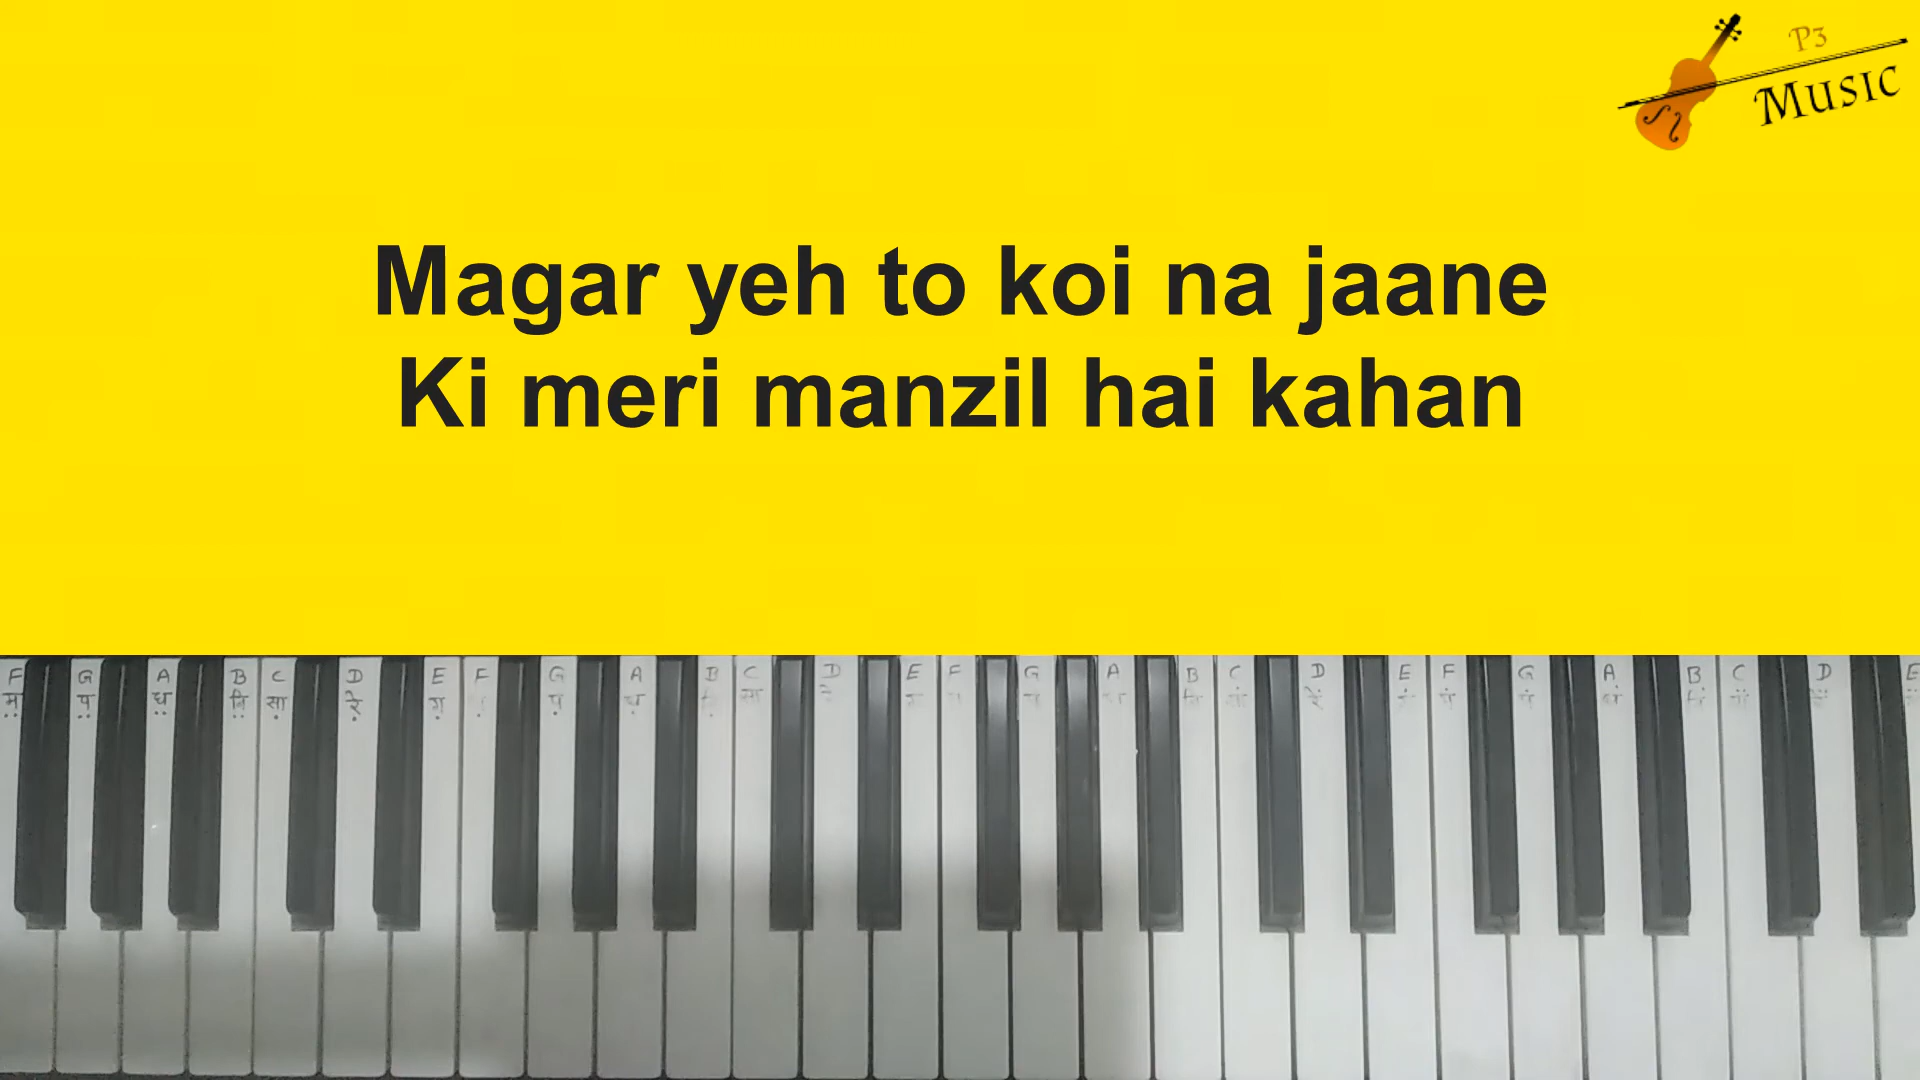 P3
Music
Magar yeh to koi na jaane
Ki meri manzil hai kahan
F G A B C D E F G A B C D E F G A B C D E F G A B C D E
म़ प़ ध़ नि़ सा़ रे़ ग़